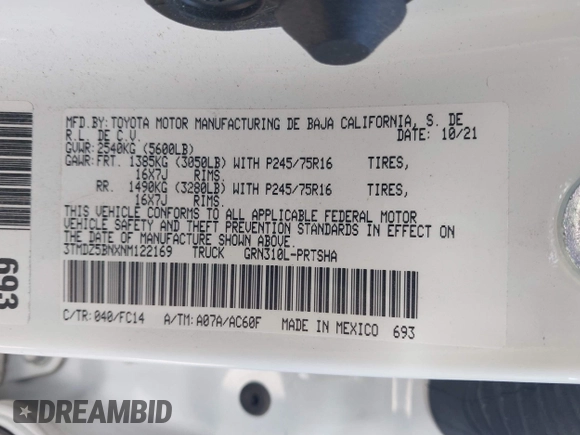 MFD.BY:TOYOTA MOTOR MANUFACTURING DE BAJA CALIFORNIA, S. DE
R.L. DE C.V. DATE: 10/21
GVWR:2540KG (5600LB)
GAWR:FRT. 1385KG (3050LB) WITH P245/75R16 TIRES,
16X7J RIMS.
RR. 1490KG (3280LB) WITH P245/75R16 TIRES,
16X7J RIMS.
THIS VEHICLE CONFORMS TO ALL APPLICABLE FEDERAL MOTOR
VEHICLE SAFETY AND THEFT PREVENTION STANDARDS IN EFFECT ON
THE DATE OF MANUFACTURE SHOWN ABOVE.
3TMDZ5BNXNM122169 TRUCK GRN310L-PRTSHA
C/TR:040/FC14 A/TM:A07A/AC60F MADE IN MEXICO 693
693
DREAMBID